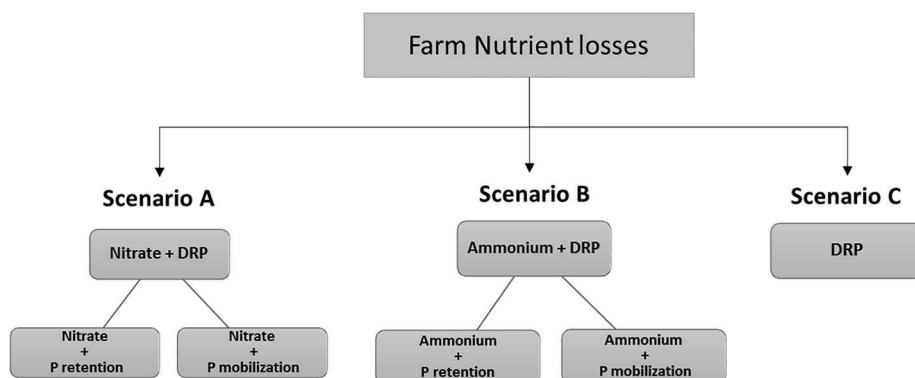 Farm Nutrient losses
Scenario A
Scenario B
Scenario C
Nitrate + DRP
Ammonium + DRP
DRP
Nitrate
+
P retention
Nitrate
+
P mobilization
Ammonium
+
P retention
Ammonium
+
P mobilization